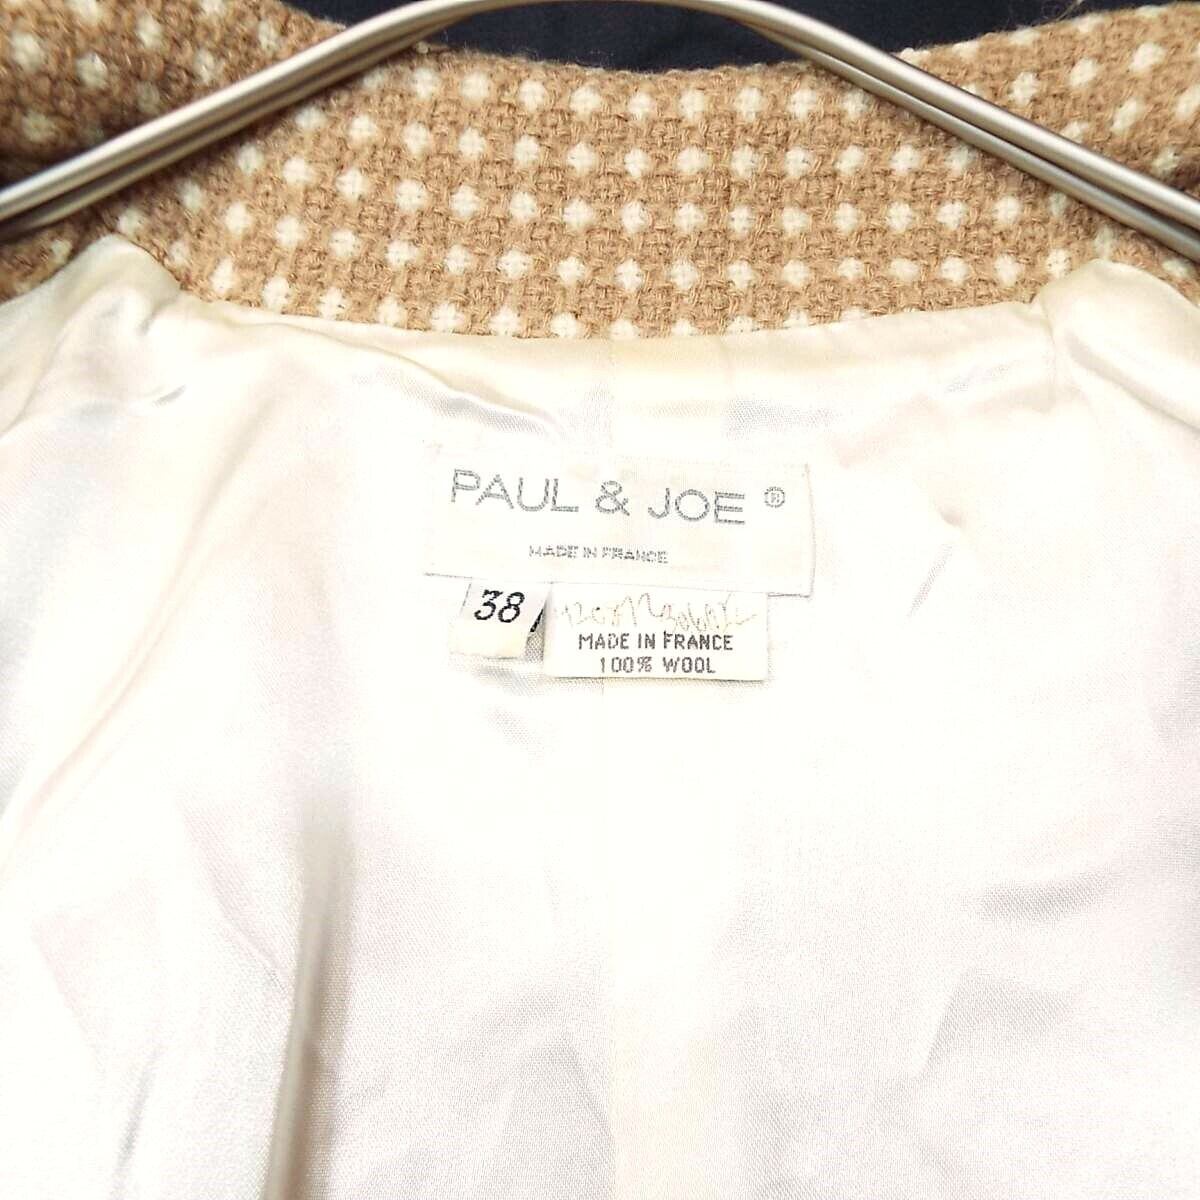 PAUL & JOE ®
MADE IN FRANCE
38
MADE IN FRANCE
100% WOOL